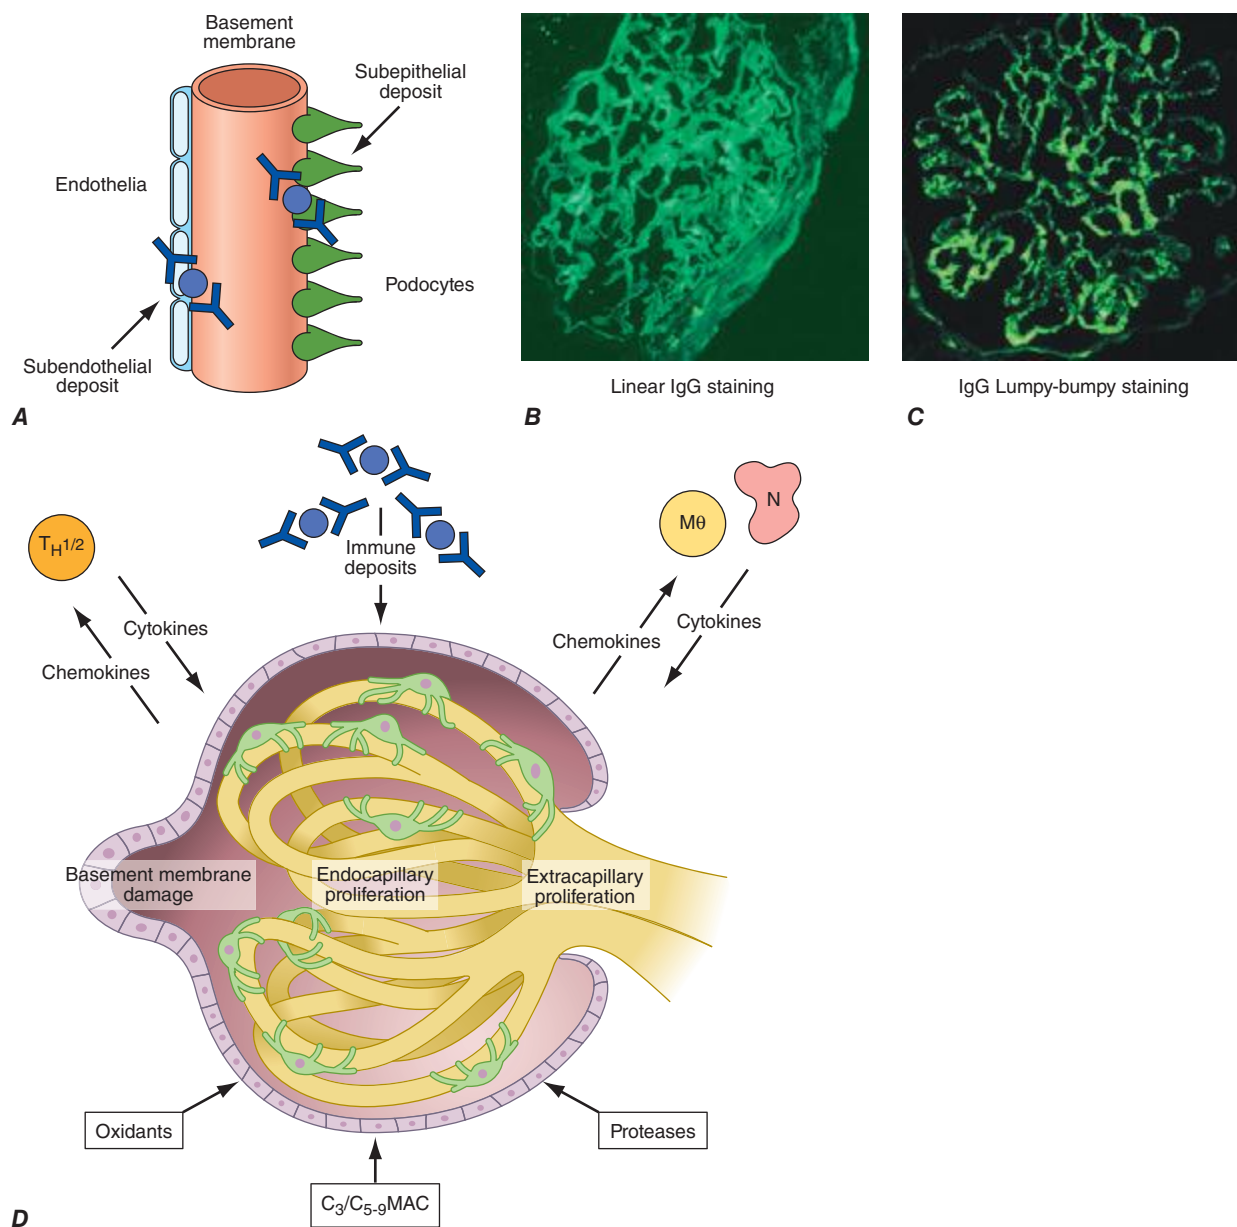 Basement
membrane
Subepithelial
deposit
Endothelia
Podocytes
Subendothelial
deposit
A
Linear IgG staining
B
IgG Lumpy-bumpy staining
C
TH1/2
Cytokines
Chemokines
Immune
deposits
Mθ
N
Chemokines
Cytokines
Basement membrane
damage
Endocapillary
proliferation
Extracapillary
proliferation
Oxidants
Proteases
C3/C5-9MAC
D